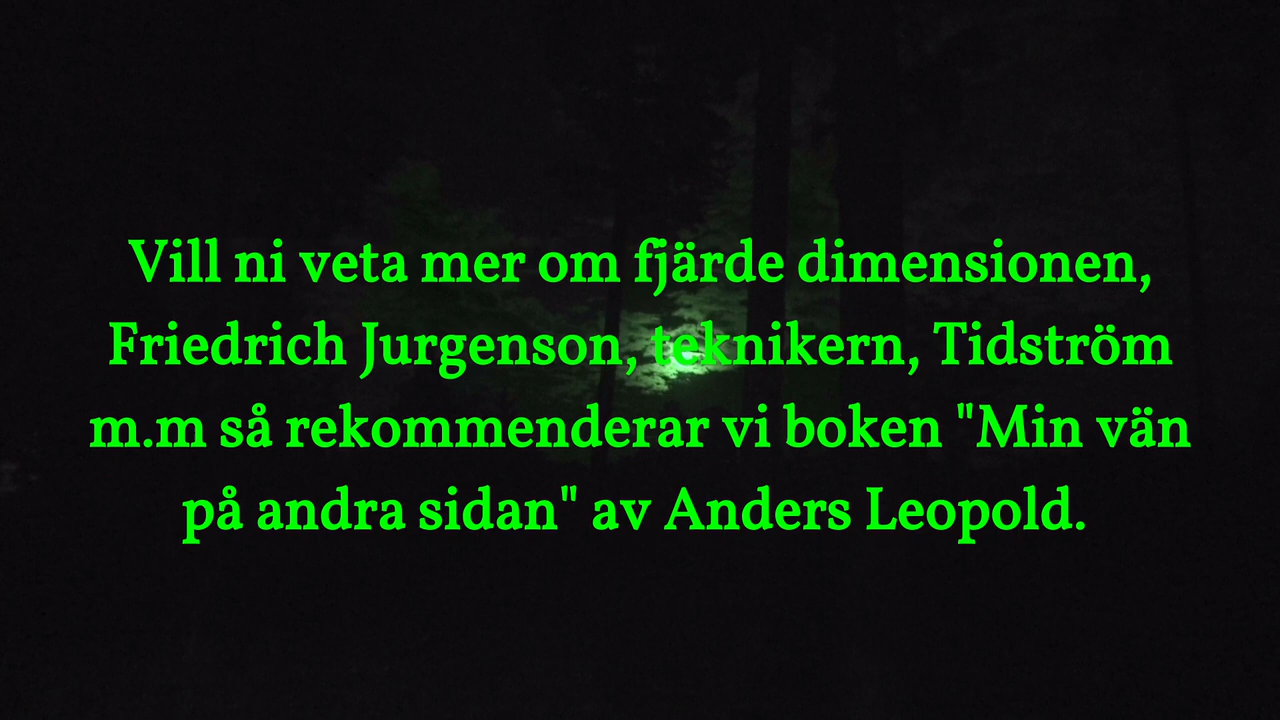 Vill ni veta mer om fjärde dimensionen,
Friedrich Jurgenson, teknikern, Tidström
m.m så rekommenderar vi boken "Min vän
på andra sidan" av Anders Leopold.